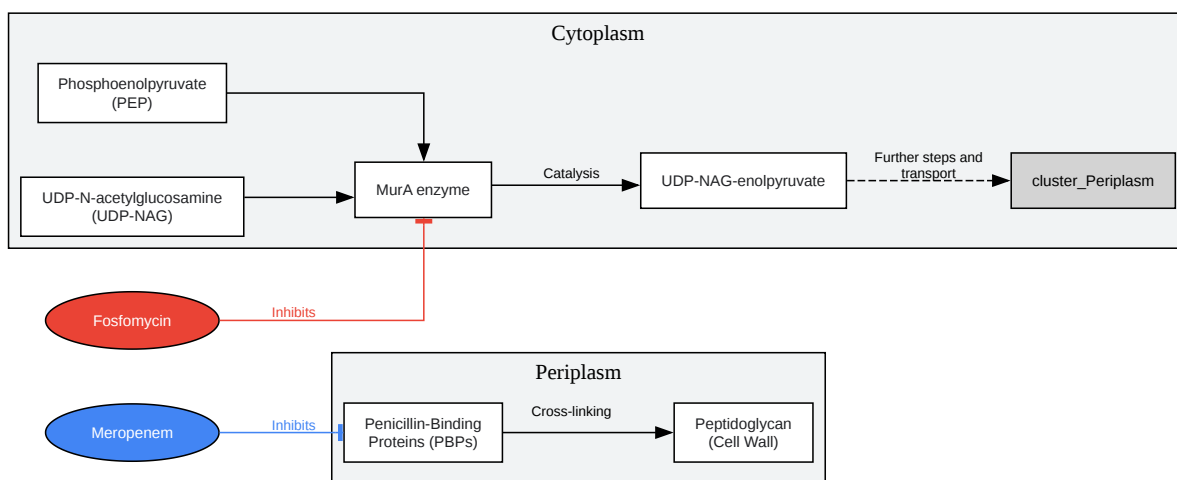 Cytoplasm
Phosphoenolpyruvate
(PEP)
UDP-N-acetylglucosamine
(UDP-NAG)
MurA enzyme
Catalysis
UDP-NAG-enolpyruvate
Further steps and
transport
cluster_Periplasm
Fosfomycin
Inhibits
Periplasm
Meropenem
Inhibits
Penicillin-Binding
Proteins (PBPs)
Cross-linking
Peptidoglycan
(Cell Wall)